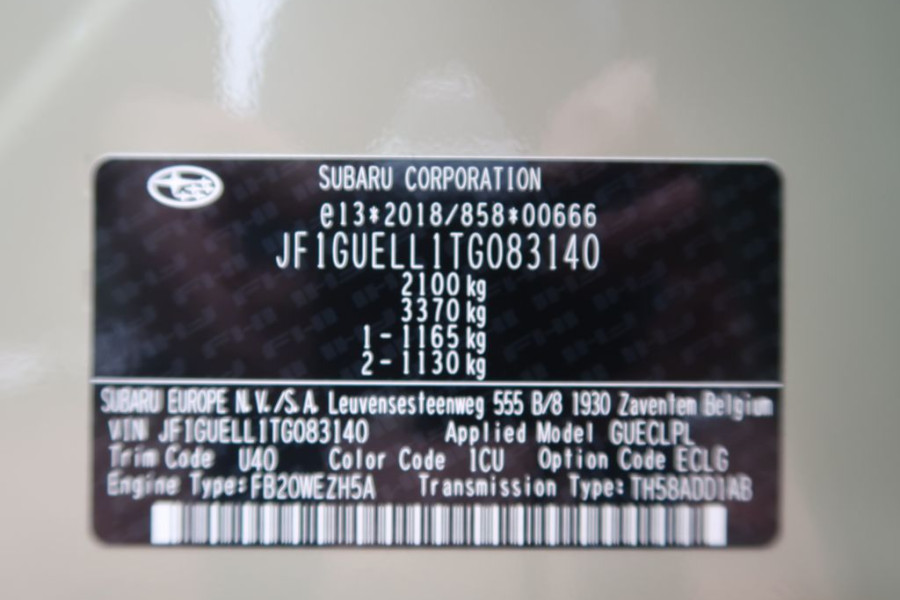 SUBARU CORPORATION
e13*2018/858*00666
JF1GUELL1TG083140
2100 kg
3370 kg
1 - 1165 kg
2 - 1130 kg
SUBARU EUROPE N.V./S.A. Leuvensesteenweg 555 B/8 1930 Zaventem Belgium
VIN JF1GUELL1TG083140 Applied Model GUECLPL
Trim Code U40 Color Code 1CU Option Code ECLG
Engine Type:FB20WEZH5A Transmission Type:TH58ADD1AB